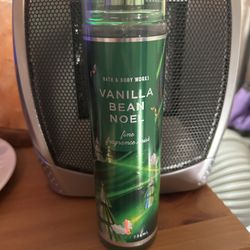 BATH & BODY WORKS
VANILLA
BEAN
NOEL
fine
fragrance mist